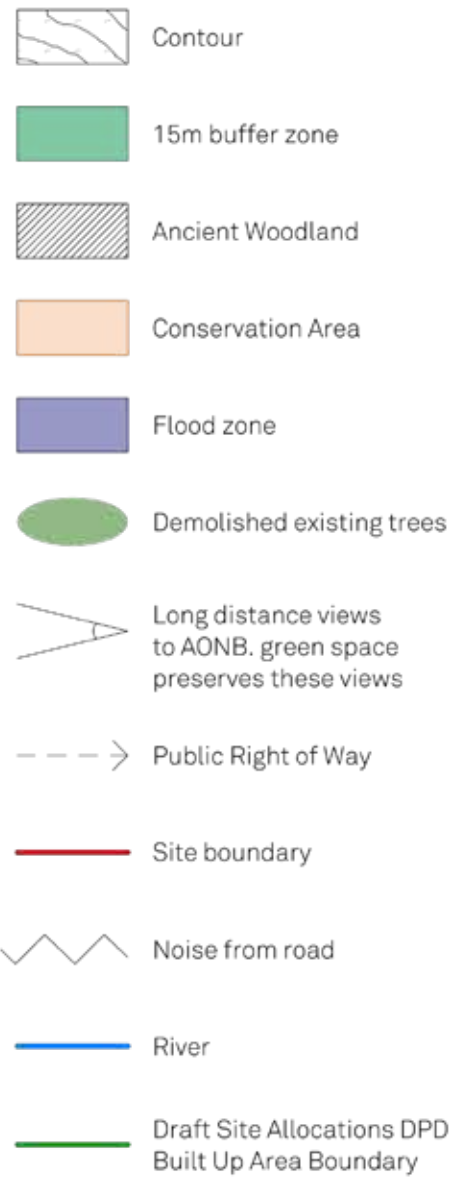 Contour
15m buffer zone
Ancient Woodland
Conservation Area
Flood zone
Demolished existing trees
Long distance views
to AONB. green space
preserves these views
Public Right of Way
Site boundary
Noise from road
River
Draft Site Allocations DPD
Built Up Area Boundary